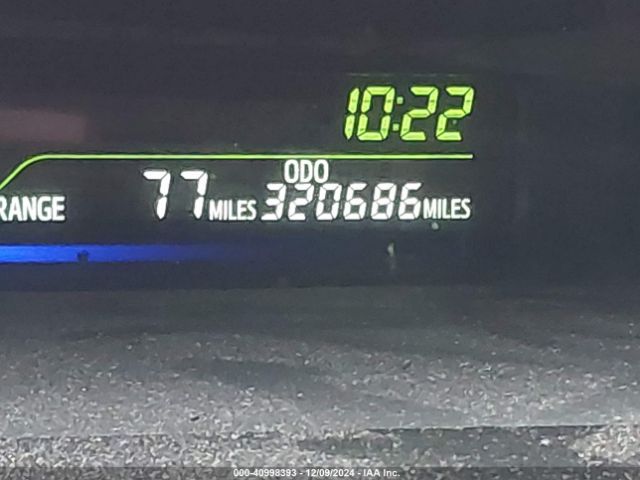 10:22
ODO
RANGE 77 MILES 320686 MILES
000-40998393 - 12/09/2024 - IAA Inc.